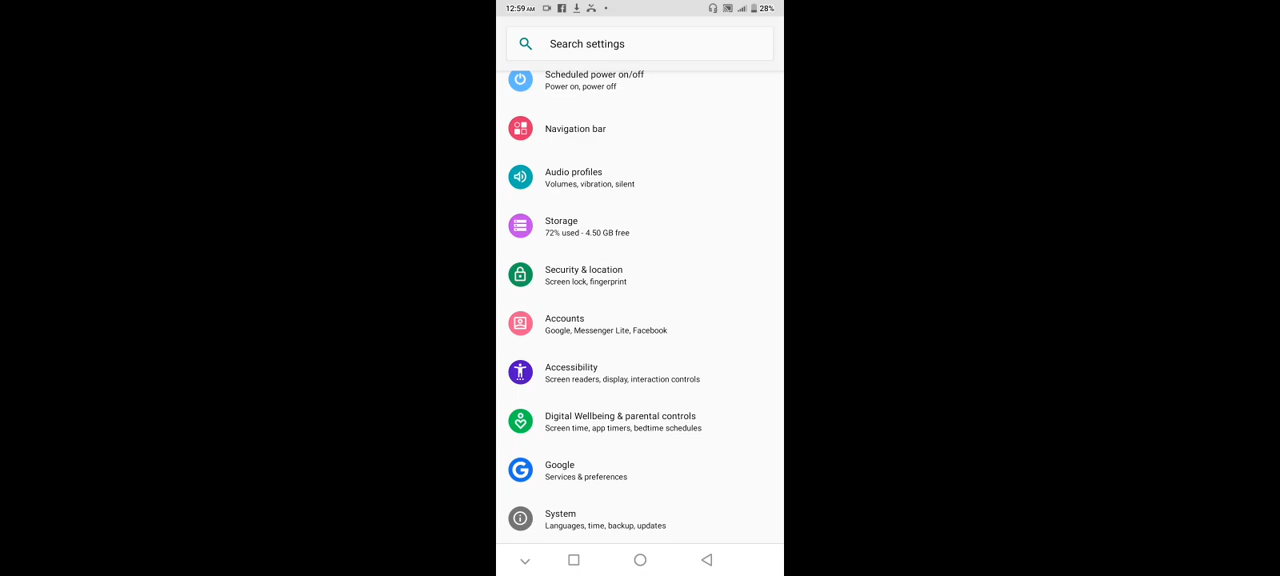 12:59 AM 28%
Search settings
Scheduled power on/off
Power on, power off
Navigation bar
Audio profiles
Volumes, vibration, silent
Storage
72% used - 4.50 GB free
Security & location
Screen lock, fingerprint
Accounts
Google, Messenger Lite, Facebook
Accessibility
Screen readers, display, interaction controls
Digital Wellbeing & parental controls
Screen time, app timers, bedtime schedules
Google
Services & preferences
System
Languages, time, backup, updates